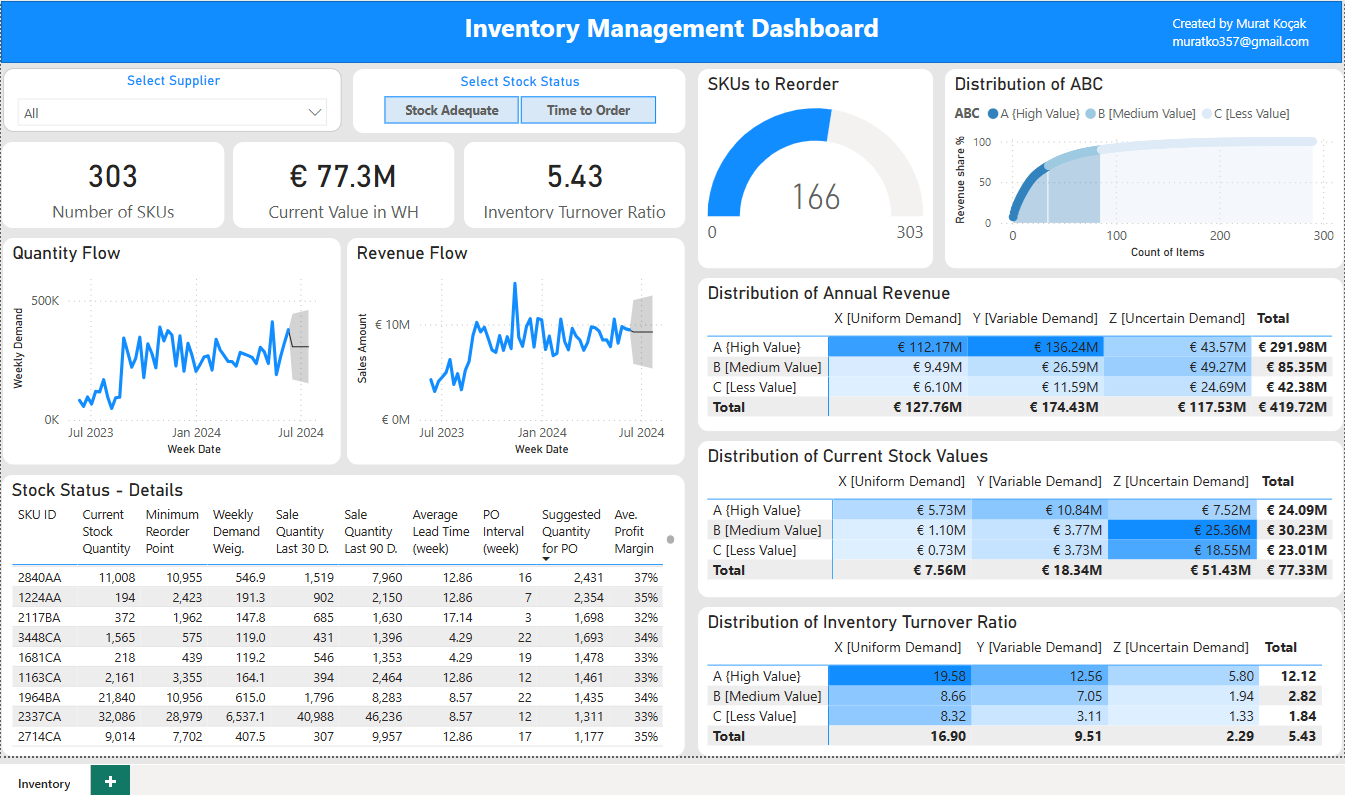 Inventory Management Dashboard
Created by Murat Koçak
muratko357@gmail.com
Select Supplier
All
Select Stock Status
Stock Adequate
Time to Order
303
Number of SKUs
€ 77.3M
Current Value in WH
5.43
Inventory Turnover Ratio
SKUs to Reorder
166
0
303
Distribution of ABC
ABC A {High Value} B [Medium Value] C [Less Value]
Revenue share %
100
50
0
0 100 200 300
Count of Items
Quantity Flow
Weekly Demand
500K
0K
Jul 2023 Jan 2024 Jul 2024
Week Date
Revenue Flow
Sales Amount
€ 10M
€ 0M
Jul 2023 Jan 2024 Jul 2024
Week Date
Distribution of Annual Revenue
X [Uniform Demand] Y [Variable Demand] Z [Uncertain Demand] Total
A {High Value} € 112.17M € 136.24M € 43.57M € 291.98M
B [Medium Value] € 9.49M € 26.59M € 49.27M € 85.35M
C [Less Value] € 6.10M € 11.59M € 24.69M € 42.38M
Total € 127.76M € 174.43M € 117.53M € 419.72M
Distribution of Current Stock Values
X [Uniform Demand] Y [Variable Demand] Z [Uncertain Demand] Total
A {High Value} € 5.73M € 10.84M € 7.52M € 24.09M
B [Medium Value] € 1.10M € 3.77M € 25.36M € 30.23M
C [Less Value] € 0.73M € 3.73M € 18.55M € 23.01M
Total € 7.56M € 18.34M € 51.43M € 77.33M
Distribution of Inventory Turnover Ratio
X [Uniform Demand] Y [Variable Demand] Z [Uncertain Demand] Total
A {High Value} 19.58 12.56 5.80 12.12
B [Medium Value] 8.66 7.05 1.94 2.82
C [Less Value] 8.32 3.11 1.33 1.84
Total 16.90 9.51 2.29 5.43
Stock Status - Details
SKU ID Current Minimum Weekly Sale Sale Average PO Suggested Ave.
Stock Reorder Demand Quantity Quantity Lead Time Interval Quantity Profit
Quantity Point Weig. Last 30 D. Last 90 D. (week) (week) for PO Margin
2840AA 11,008 10,955 546.9 1,519 7,960 12.86 16 2,431 37%
1224AA 194 2,423 191.3 902 2,150 12.86 7 2,354 35%
2117BA 372 1,962 147.8 685 1,630 17.14 3 1,698 32%
3448CA 1,565 575 119.0 431 1,396 4.29 22 1,693 34%
1681CA 218 439 119.2 546 1,353 4.29 19 1,478 33%
1163CA 2,161 3,355 164.1 394 2,464 12.86 12 1,461 33%
1964BA 21,840 10,956 615.0 1,796 8,283 8.57 22 1,435 34%
2337CA 32,086 28,979 6,537.1 40,988 46,236 8.57 12 1,311 33%
2714CA 9,014 7,702 407.5 307 9,957 12.86 17 1,177 35%
Inventory
+